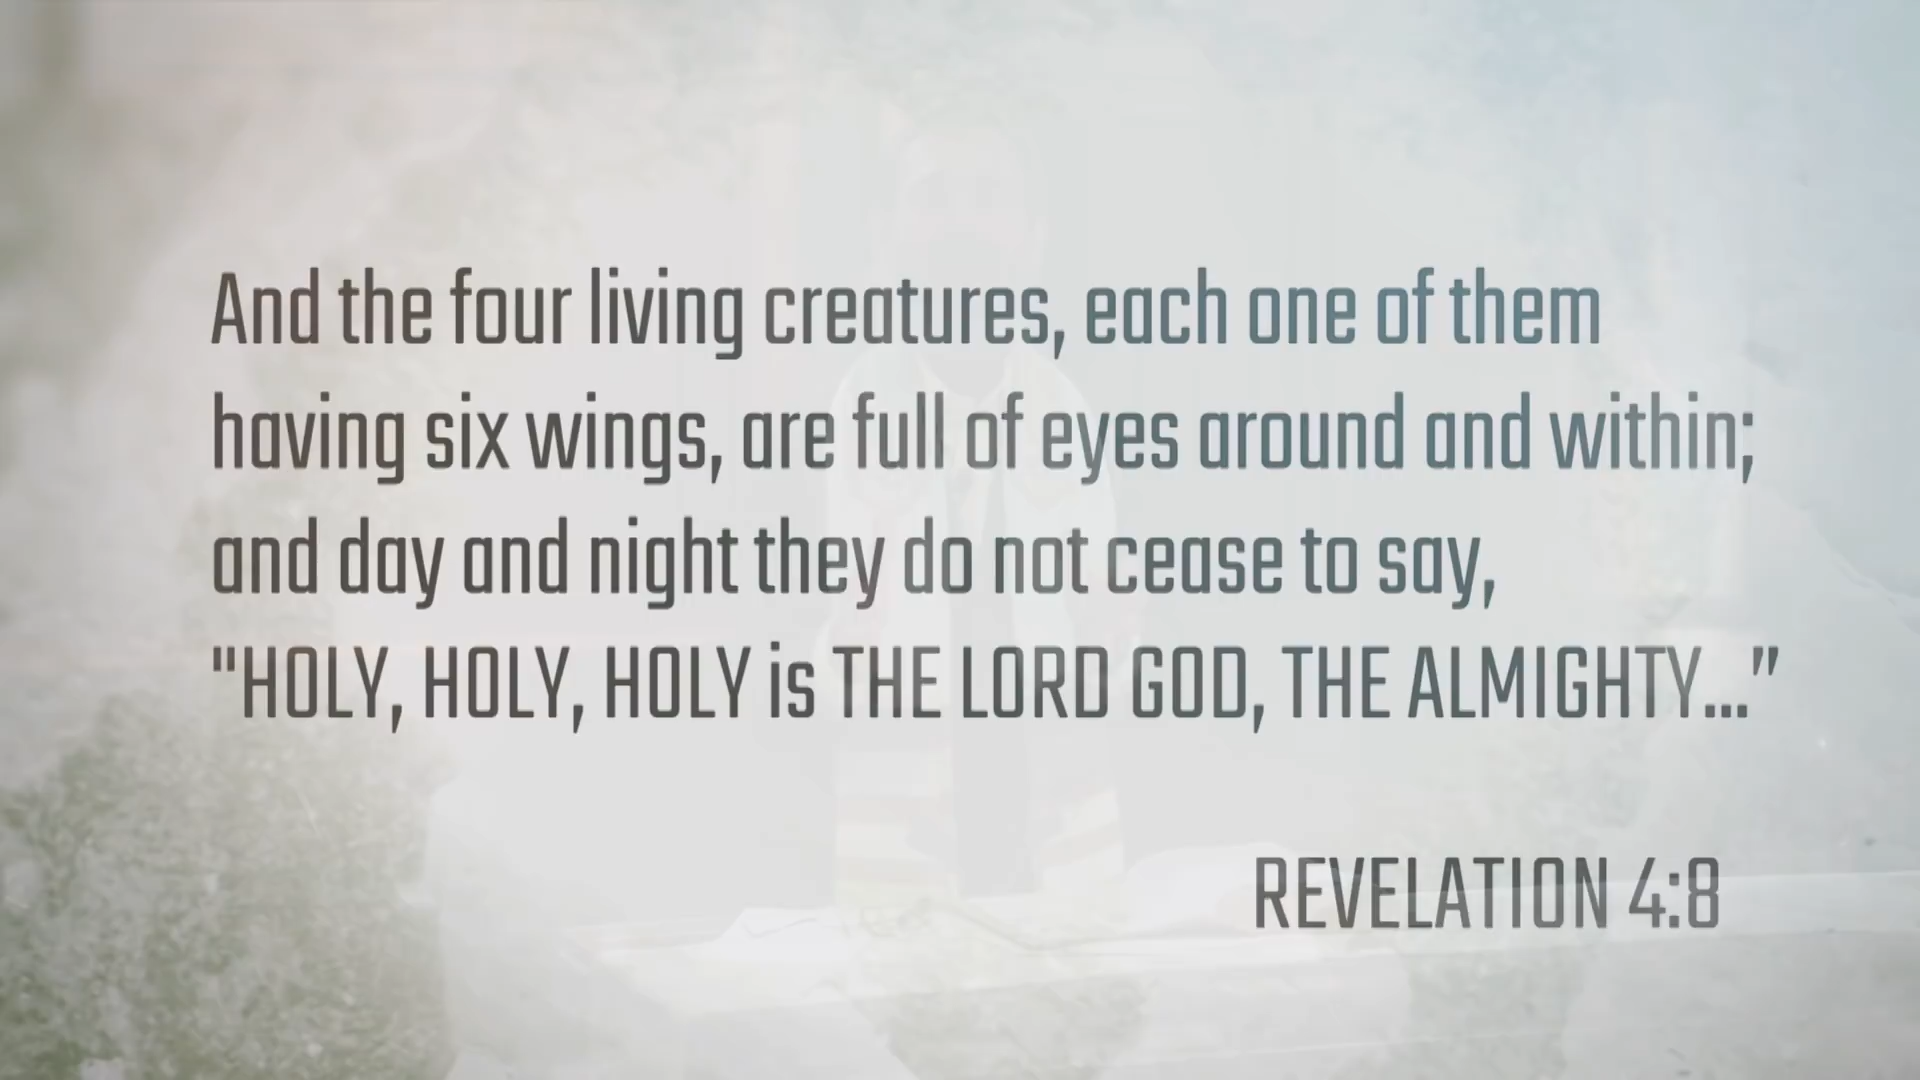 And the four living creatures, each one of them
having six wings, are full of eyes around and within;
and day and night they do not cease to say,
"HOLY, HOLY, HOLY is THE LORD GOD, THE ALMIGHTY..."
REVELATION 4:8